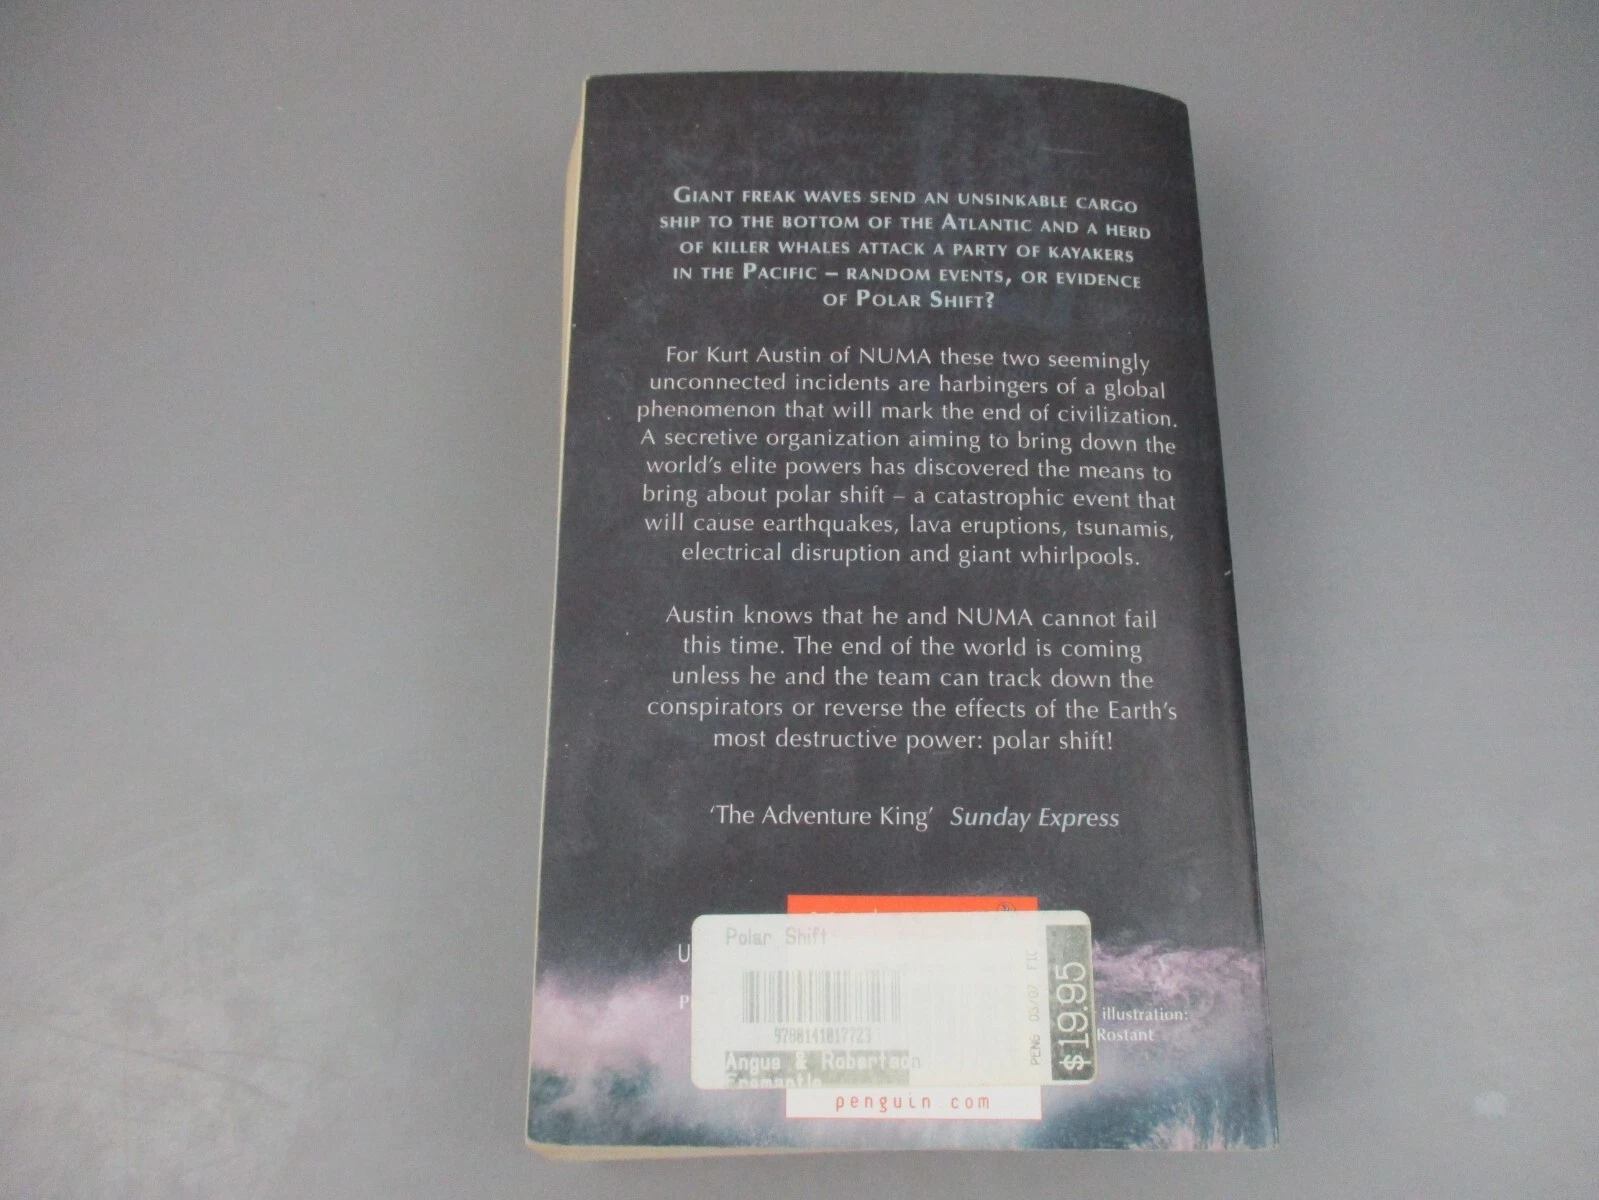 GIANT FREAK WAVES SEND AN UNSINKABLE CARGO
SHIP TO THE BOTTOM OF THE ATLANTIC AND A HERD
OF KILLER WHALES ATTACK A PARTY OF KAYAKERS
IN THE PACIFIC – RANDOM EVENTS, OR EVIDENCE
OF POLAR SHIFT?
For Kurt Austin of NUMA these two seemingly
unconnected incidents are harbingers of a global
phenomenon that will mark the end of civilization.
A secretive organization aiming to bring down the
world's elite powers has discovered the means to
bring about polar shift – a catastrophic event that
will cause earthquakes, lava eruptions, tsunamis,
electrical disruption and giant whirlpools.
Austin knows that he and NUMA cannot fail
this time. The end of the world is coming
unless he and the team can track down the
conspirators or reverse the effects of the Earth's
most destructive power: polar shift!
'The Adventure King' Sunday Express
Polar Shift
9780141017723
Angus & Robertson
Fremantle
PENG 03/07 FIC
$19.95
illustration:
Rostant
penguin.com